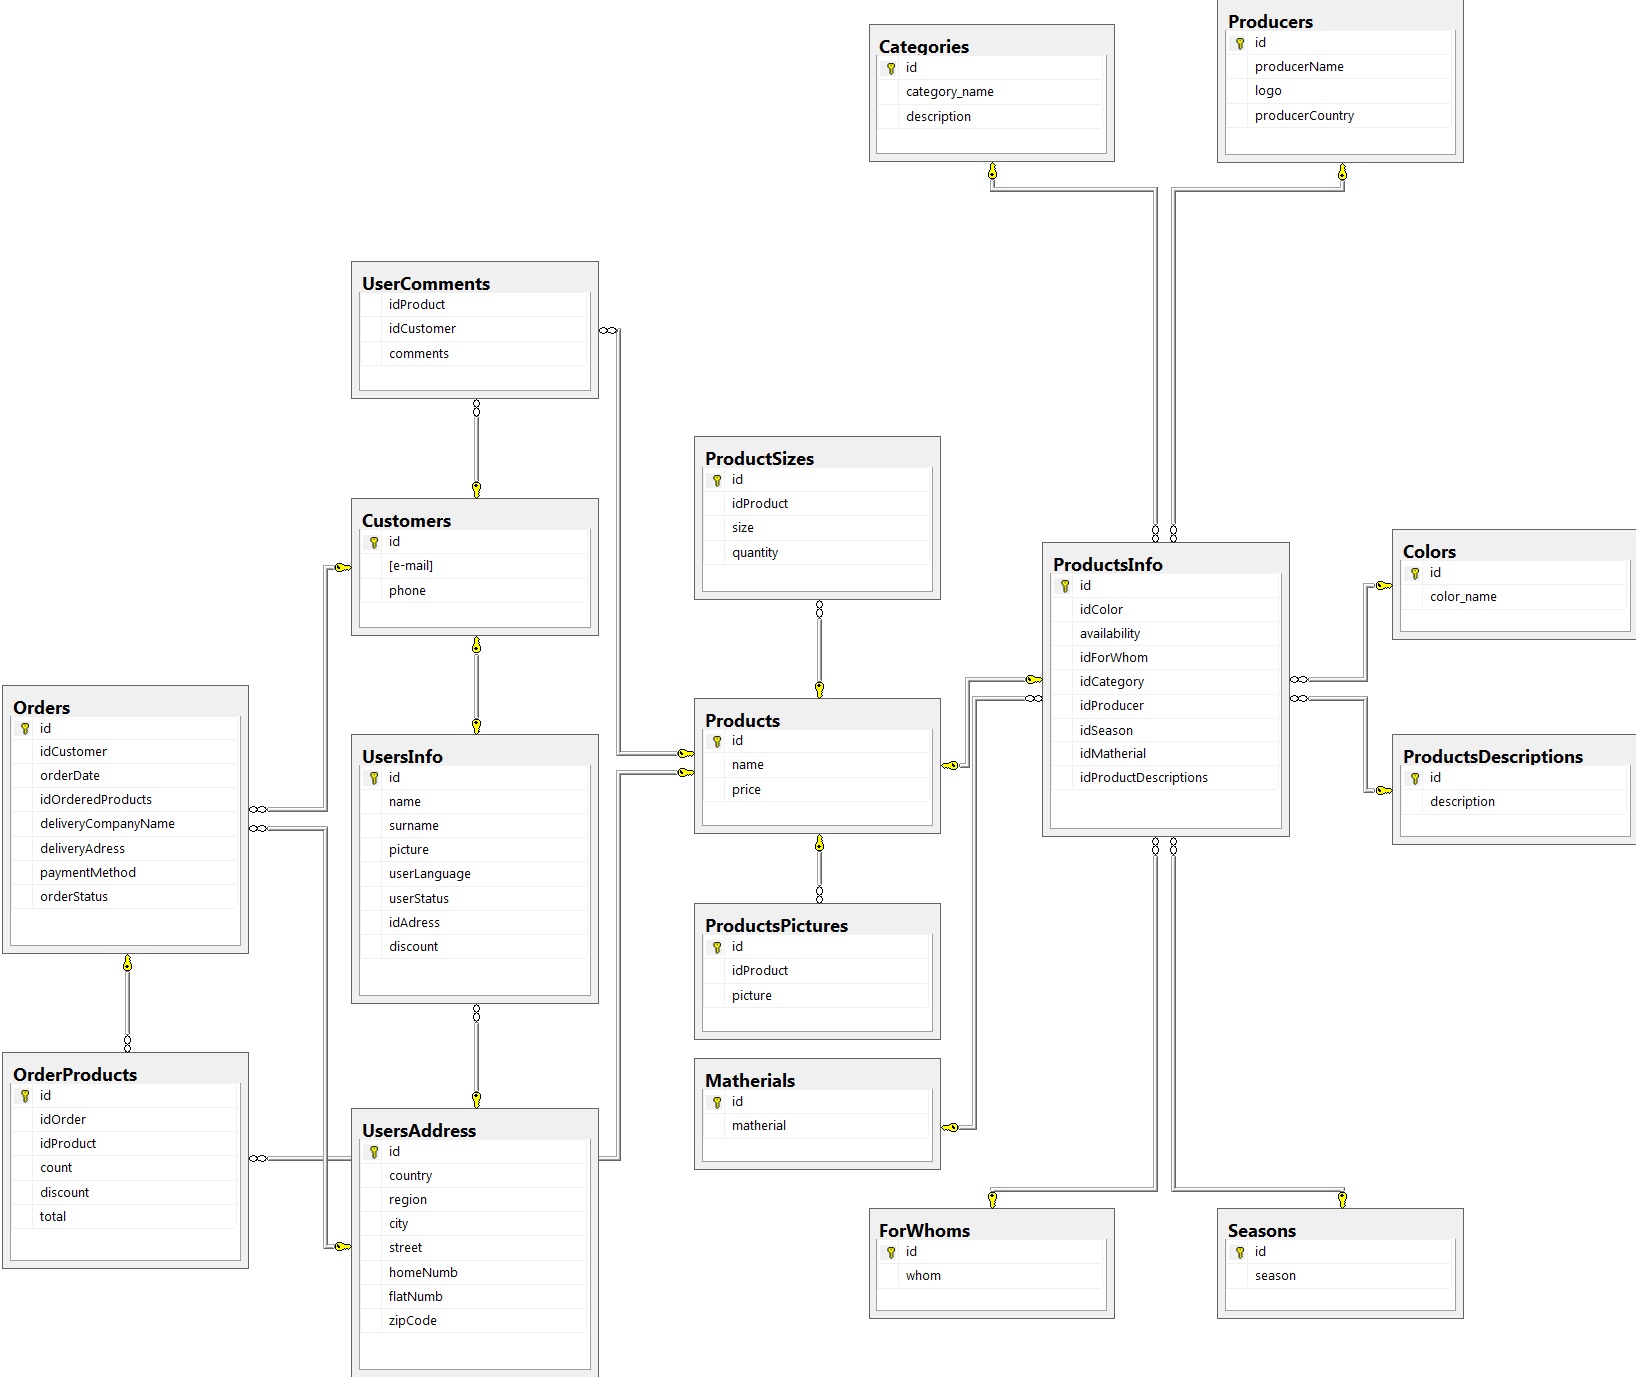 Categories
id
category_name
description
Producers
id
producerName
logo
producerCountry
UserComments
idProduct
idCustomer
comments
ProductSizes
id
idProduct
size
quantity
Customers
id
[e-mail]
phone
ProductsInfo
id
idColor
availability
idForWhom
idCategory
idProducer
idSeason
idMatherial
idProductDescriptions
Colors
id
color_name
Orders
id
idCustomer
orderDate
idOrderedProducts
deliveryCompanyName
deliveryAdress
paymentMethod
orderStatus
UsersInfo
id
name
surname
picture
userLanguage
userStatus
idAdress
discount
Products
id
name
price
ProductsDescriptions
id
description
ProductsPictures
id
idProduct
picture
OrderProducts
id
idOrder
idProduct
count
discount
total
UsersAddress
id
country
region
city
street
homeNumb
flatNumb
zipCode
Matherials
id
matherial
ForWhoms
id
whom
Seasons
id
season